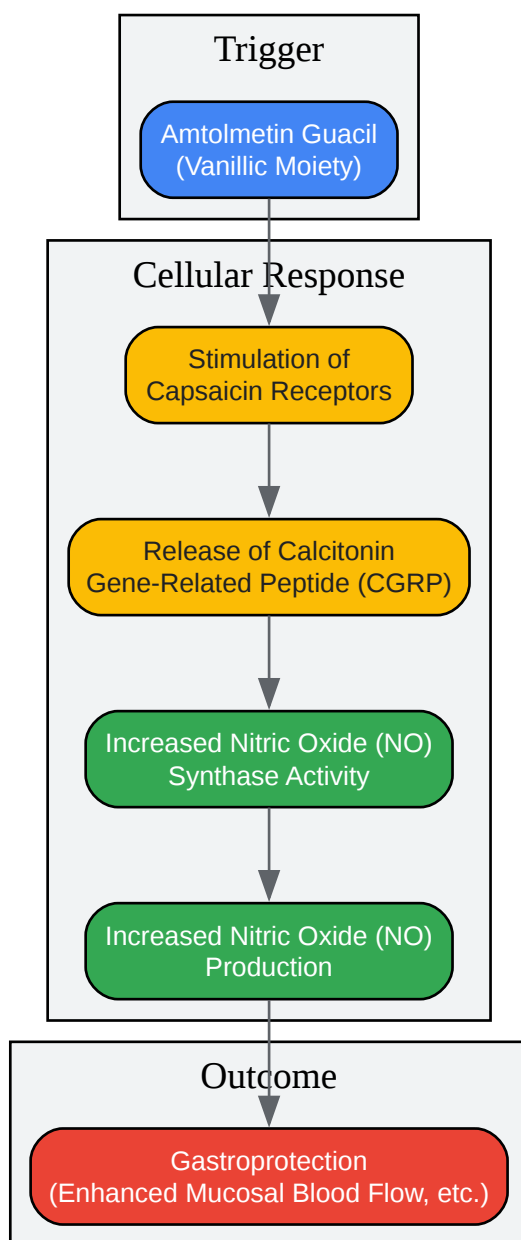 Trigger
Amtolmetin Guacil
(Vanillic Moiety)
Cellular Response
Stimulation of
Capsaicin Receptors
Release of Calcitonin
Gene-Related Peptide (CGRP)
Increased Nitric Oxide (NO)
Synthase Activity
Increased Nitric Oxide (NO)
Production
Outcome
Gastroprotection
(Enhanced Mucosal Blood Flow, etc.)